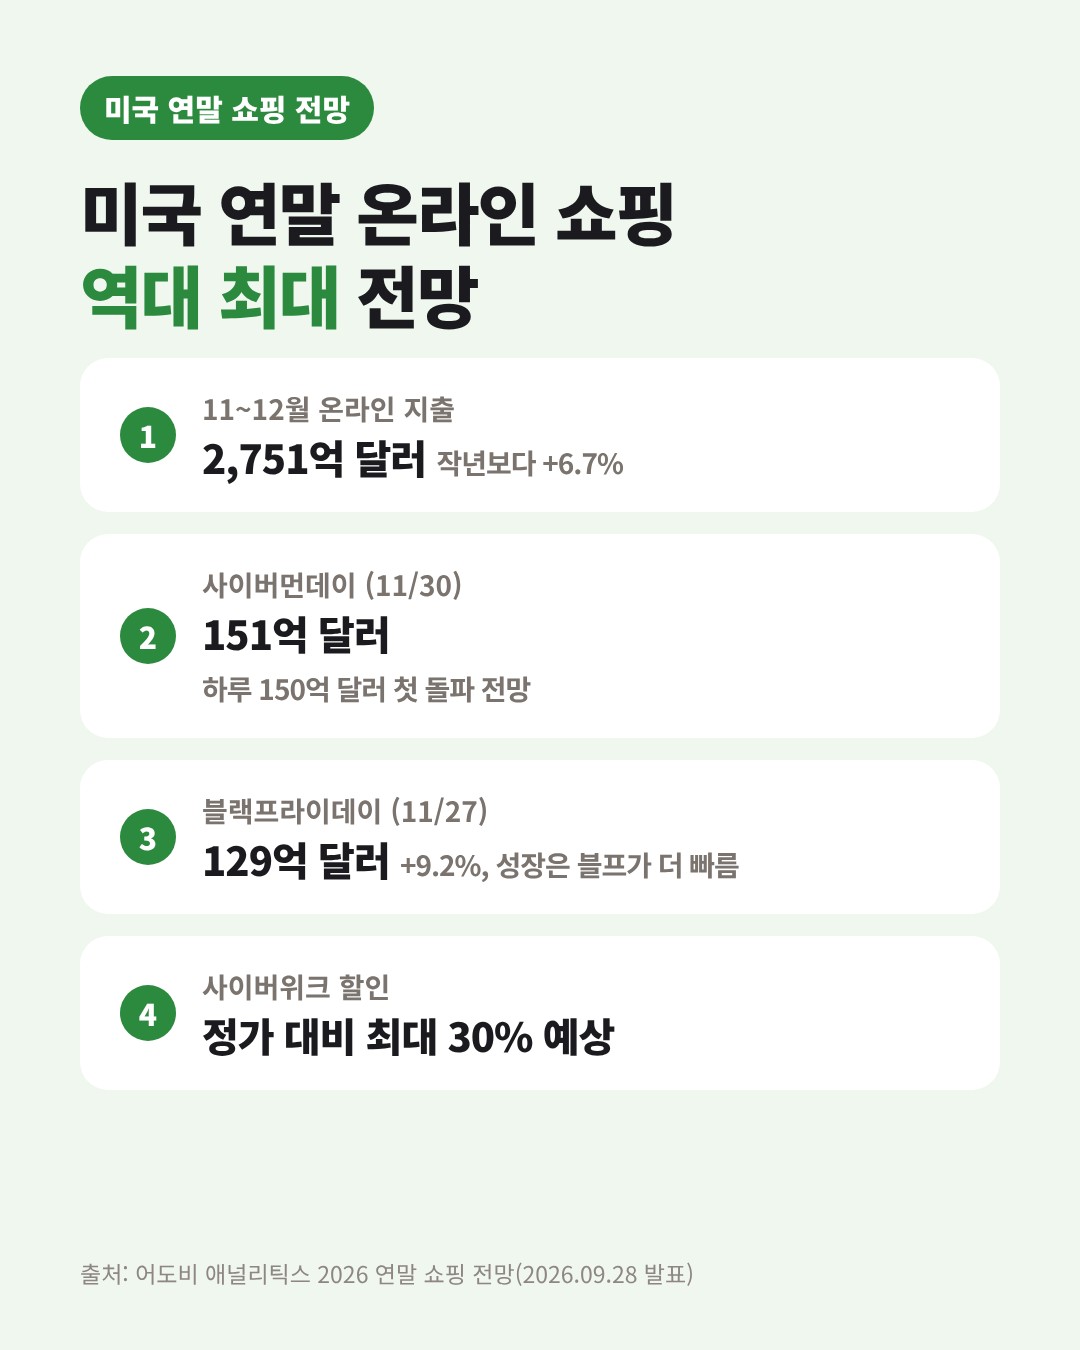 미국 연말 쇼핑 전망
미국 연말 온라인 쇼핑
역대 최대 전망
1
11~12월 온라인 지출
2,751억 달러 작년보다 +6.7%
2
사이버먼데이 (11/30)
151억 달러
하루 150억 달러 첫 돌파 전망
3
블랙프라이데이 (11/27)
129억 달러 +9.2%, 성장은 블프가 더 빠름
4
사이버위크 할인
정가 대비 최대 30% 예상
출처: 어도비 애널리틱스 2026 연말 쇼핑 전망(2026.09.28 발표)